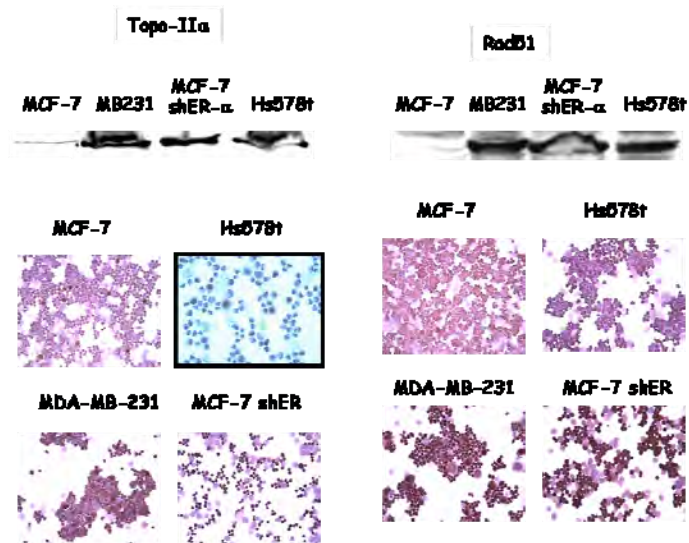 Topo-IIα
MCF-7 MB231 MCF-7 shER-α Hs578t
MCF-7 Hs578t
MDA-MB-231 MCF-7 shER
Rad51
MCF-7 MB231 MCF-7 shER-α Hs578t
MCF-7 Hs578t
MDA-MB-231 MCF-7 shER